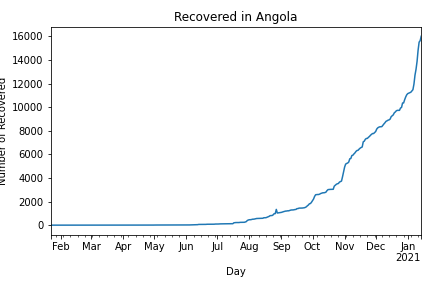 Recovered in Angola
Number of Recovered
16000
14000
12000
10000
8000
6000
4000
2000
0
Feb Mar Apr May Jun Jul Aug Sep Oct Nov Dec Jan
2021
Day